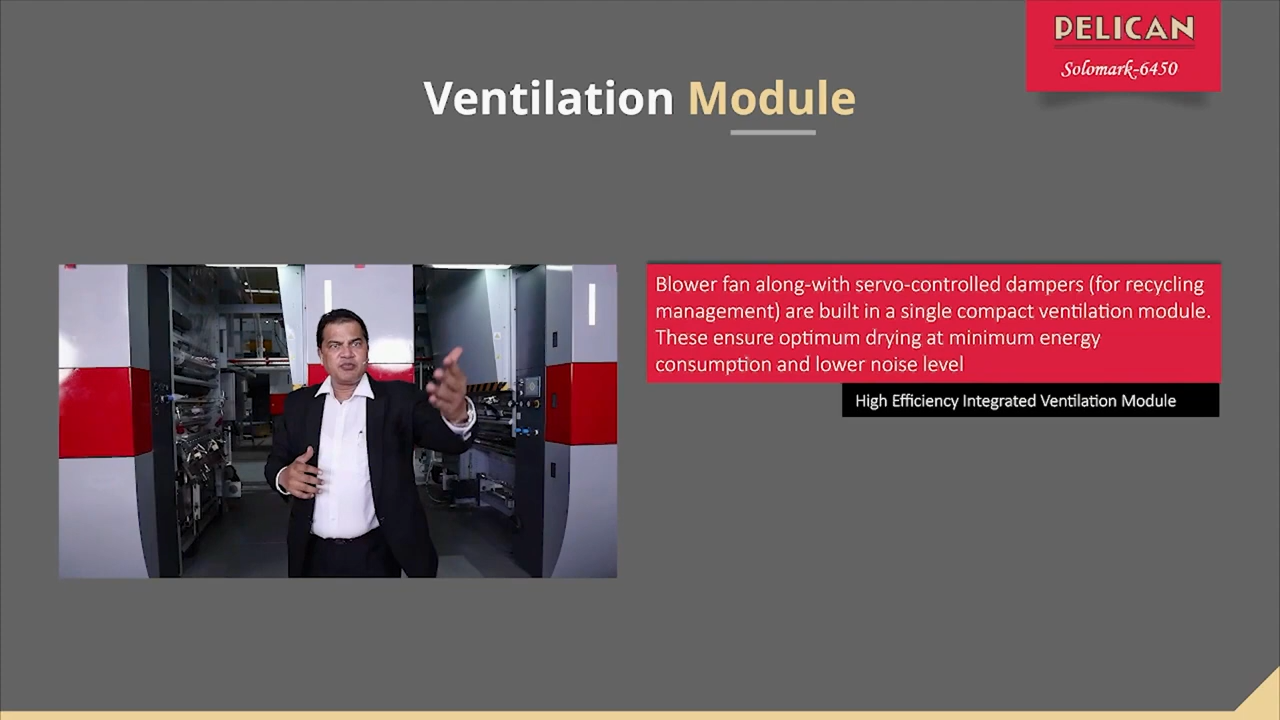 PELICAN
Solomark-6450
Ventilation Module
Blower fan along-with servo-controlled dampers (for recycling
management) are built in a single compact ventilation module.
These ensure optimum drying at minimum energy
consumption and lower noise level
High Efficiency Integrated Ventilation Module